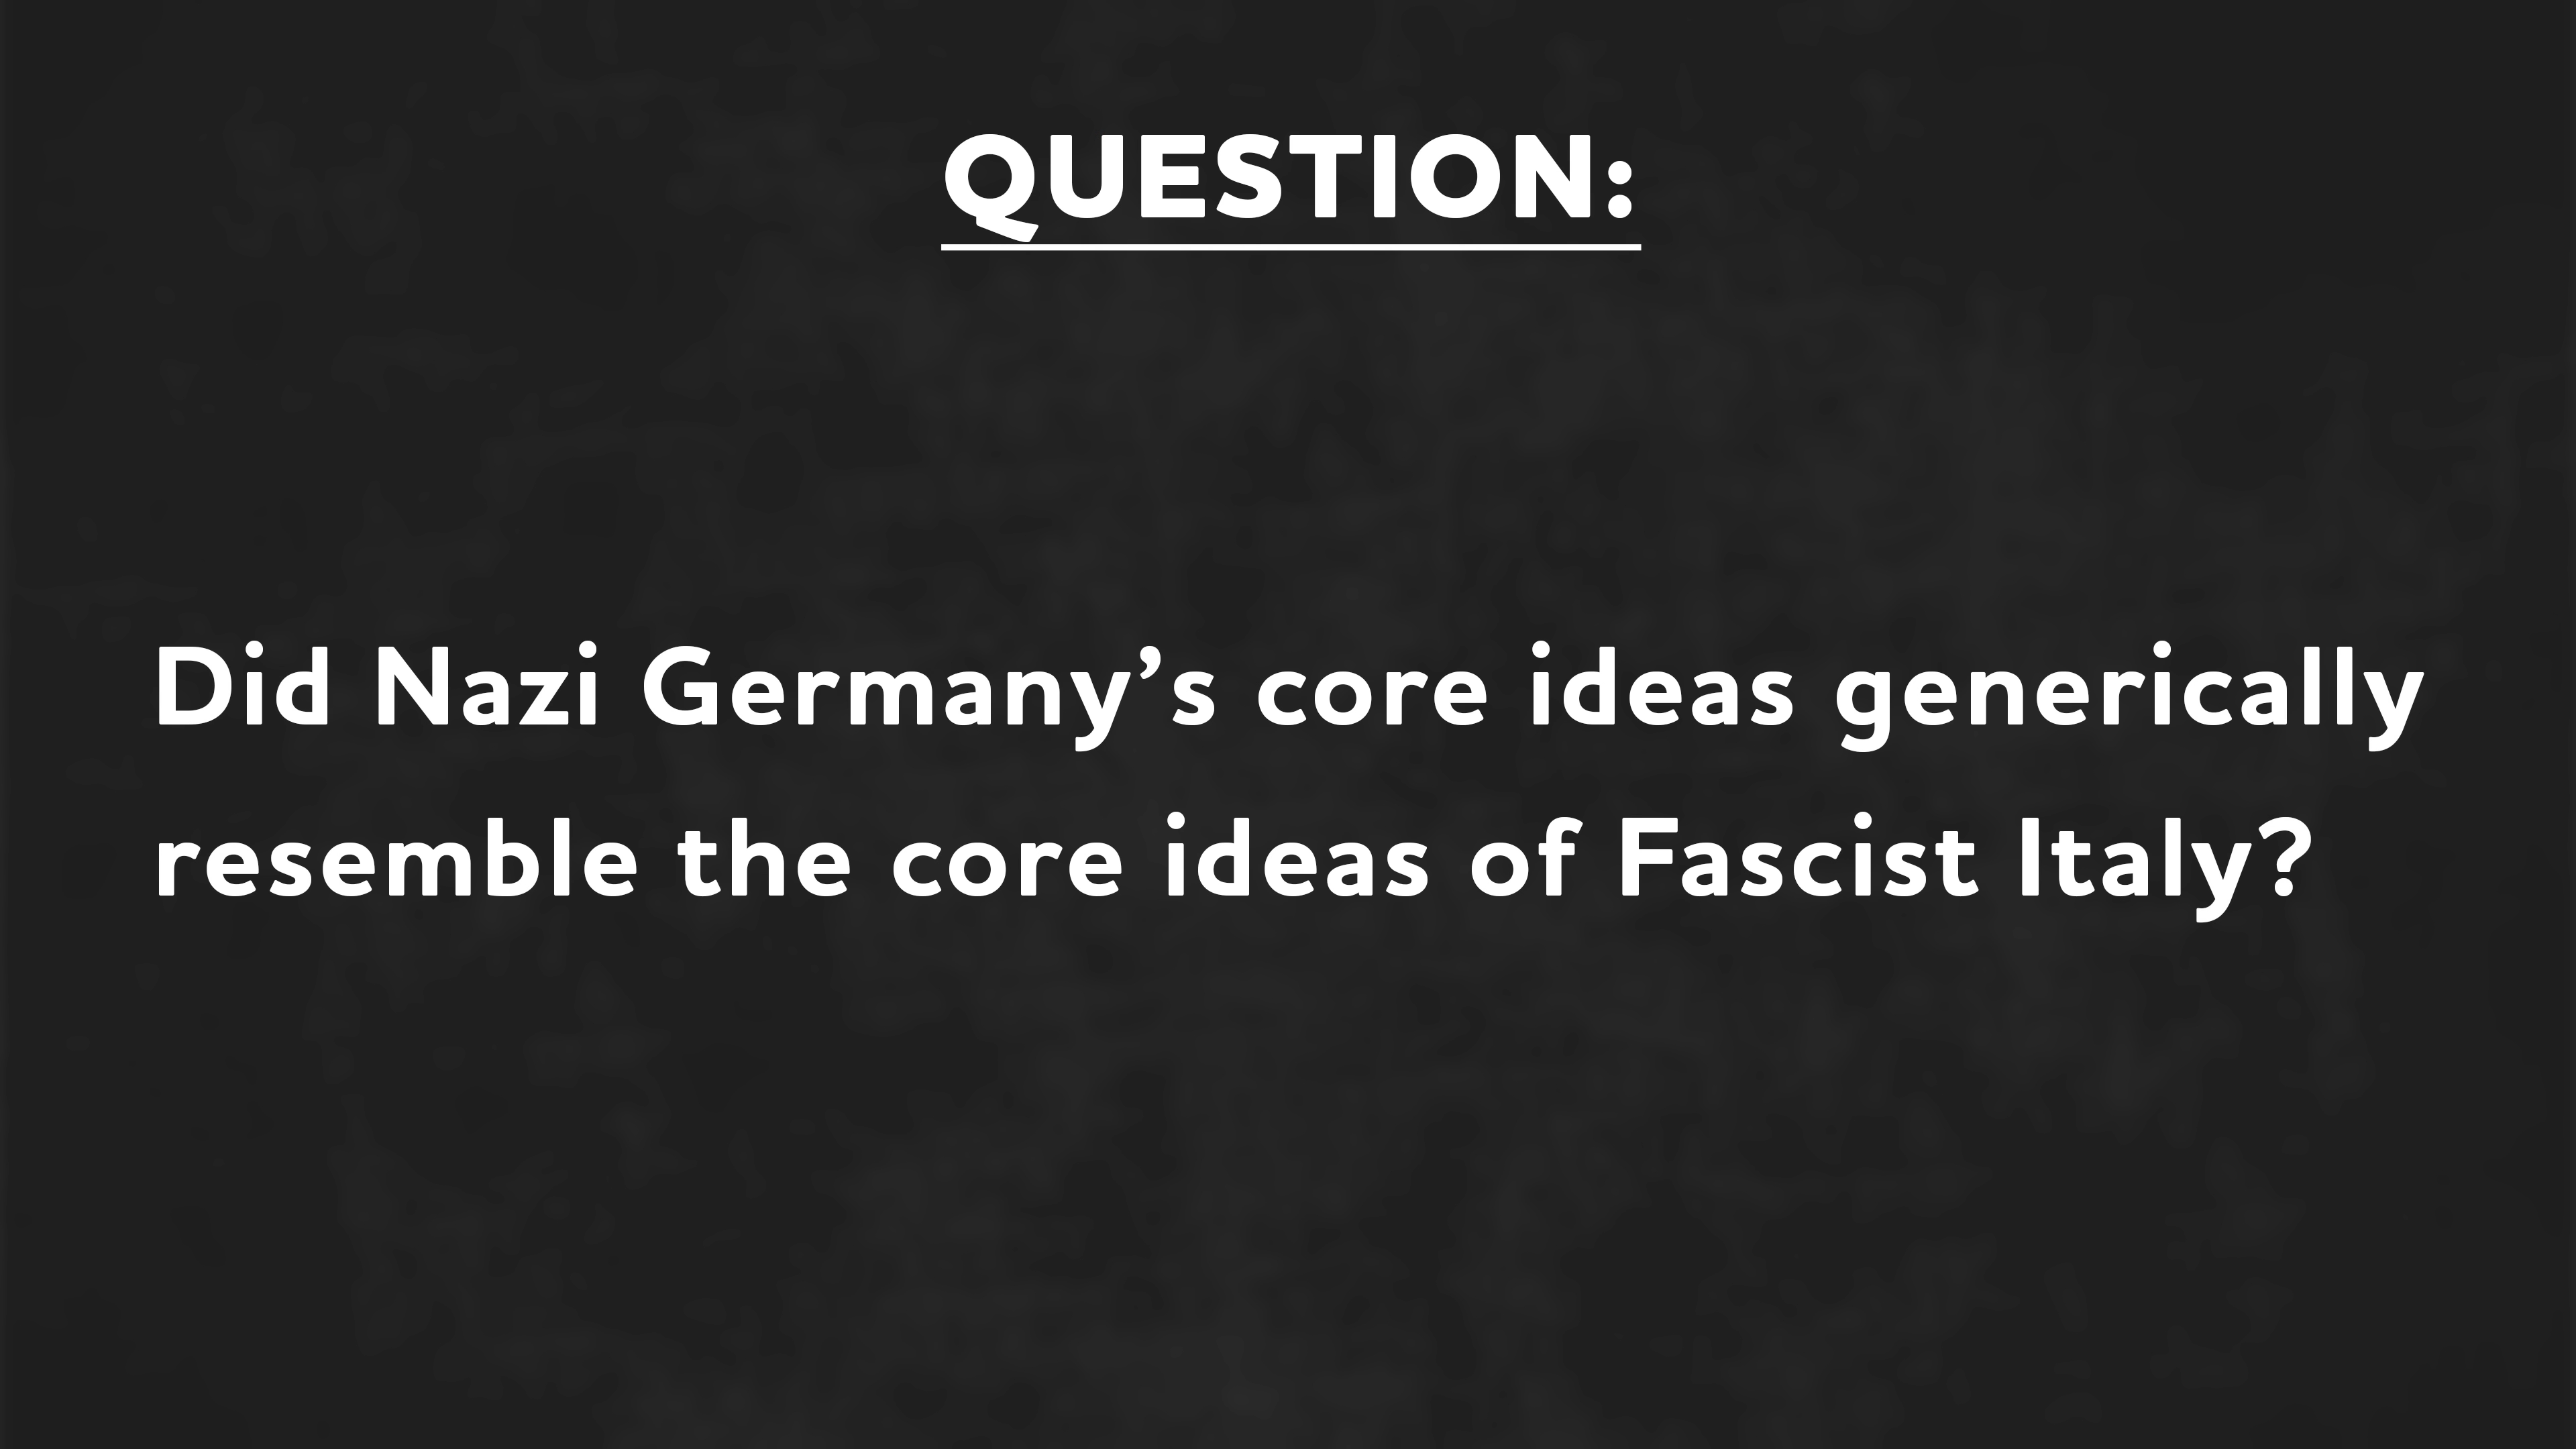 QUESTION:
Did Nazi Germany’s core ideas generically
resemble the core ideas of Fascist Italy?